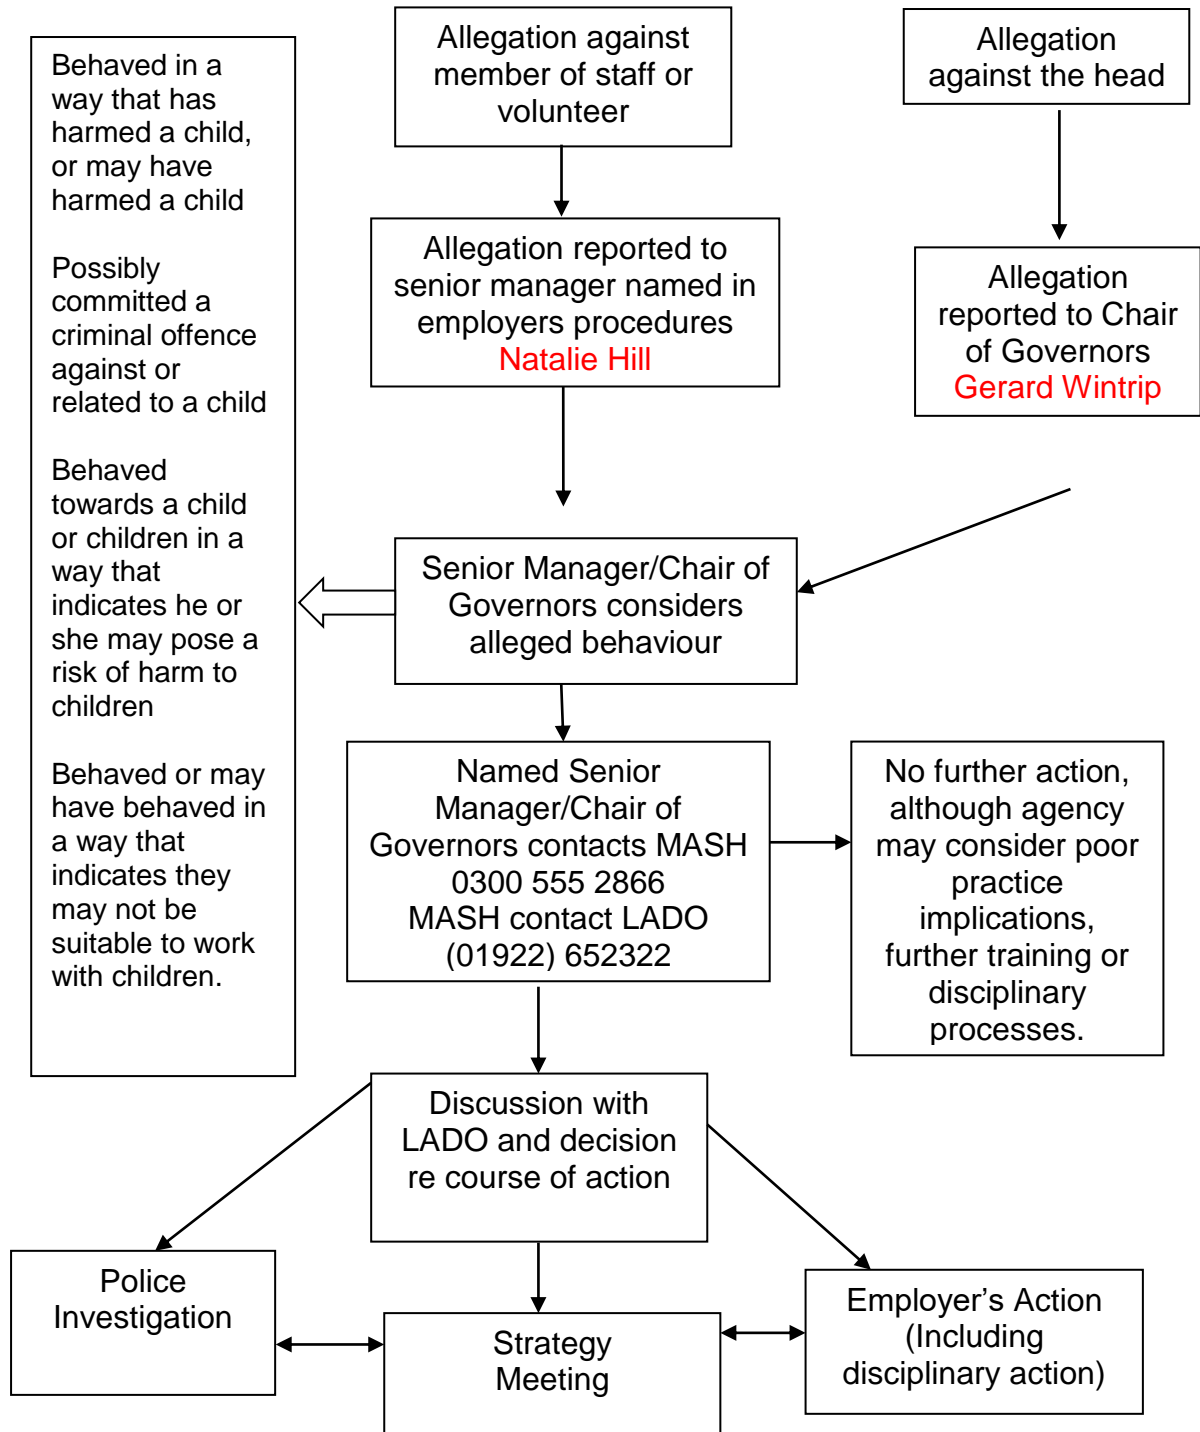 Allegation against
member of staff or
volunteer
Allegation
against the head
Behaved in a
way that has
harmed a child,
or may have
harmed a child
Possibly
committed a
criminal offence
against or
related to a child
Behaved
towards a child
or children in a
way that
indicates he or
she may pose a
risk of harm to
children
Behaved or may
have behaved in
a way that
indicates they
may not be
suitable to work
with children.
Allegation reported to
senior manager named in
employers procedures
Natalie Hill
Allegation
reported to Chair
of Governors
Gerard Wintrip
Senior Manager/Chair of
Governors considers
alleged behaviour
Named Senior
Manager/Chair of
Governors contacts MASH
0300 555 2866
MASH contact LADO
(01922) 652322
No further action,
although agency
may consider poor
practice
implications,
further training or
disciplinary
processes.
Discussion with
LADO and decision
re course of action
Police
Investigation
Strategy
Meeting
Employer’s Action
(Including
disciplinary action)